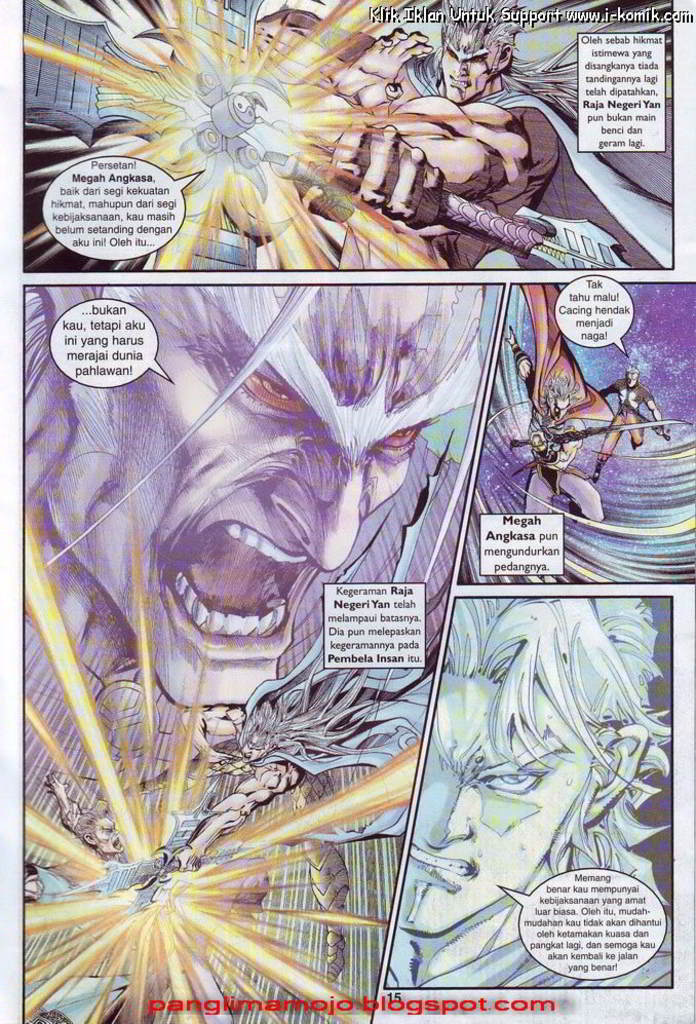 Klik Iklan Untuk Support www.i-komik.com
Oleh sebab hikmat
istimewa yang
disangkanya tiada
tandingannya lagi
telah dipatahkan,
Raja Negeri Yan
pun bukan main
benci dan
geram lagi.
Persetan!
Megah Angkasa,
baik dari segi kekuatan
hikmat, mahupun dari segi
kebijaksanaan, kau masih
belum setanding dengan
aku ini! Oleh itu...
...bukan
kau, tetapi aku
ini yang harus
merajai dunia
pahlawan!
Tak
tahu malu!
Cacing hendak
menjadi
naga!
Megah
Angkasa pun
mengundurkan
pedangnya.
Kegeraman Raja
Negeri Yan telah
melampaui batasnya.
Dia pun melepaskan
kegeramannya pada
Pembela Insan itu.
Memang
benar kau mempunyai
kebijaksanaan yang amat
luar biasa. Oleh itu, mudah-
mudahan kau tidak akan dihantui
oleh ketamakan kuasa dan
pangkat lagi, dan semoga kau
akan kembali ke jalan
yang benar!
15
panglimamojo.blogspot.com